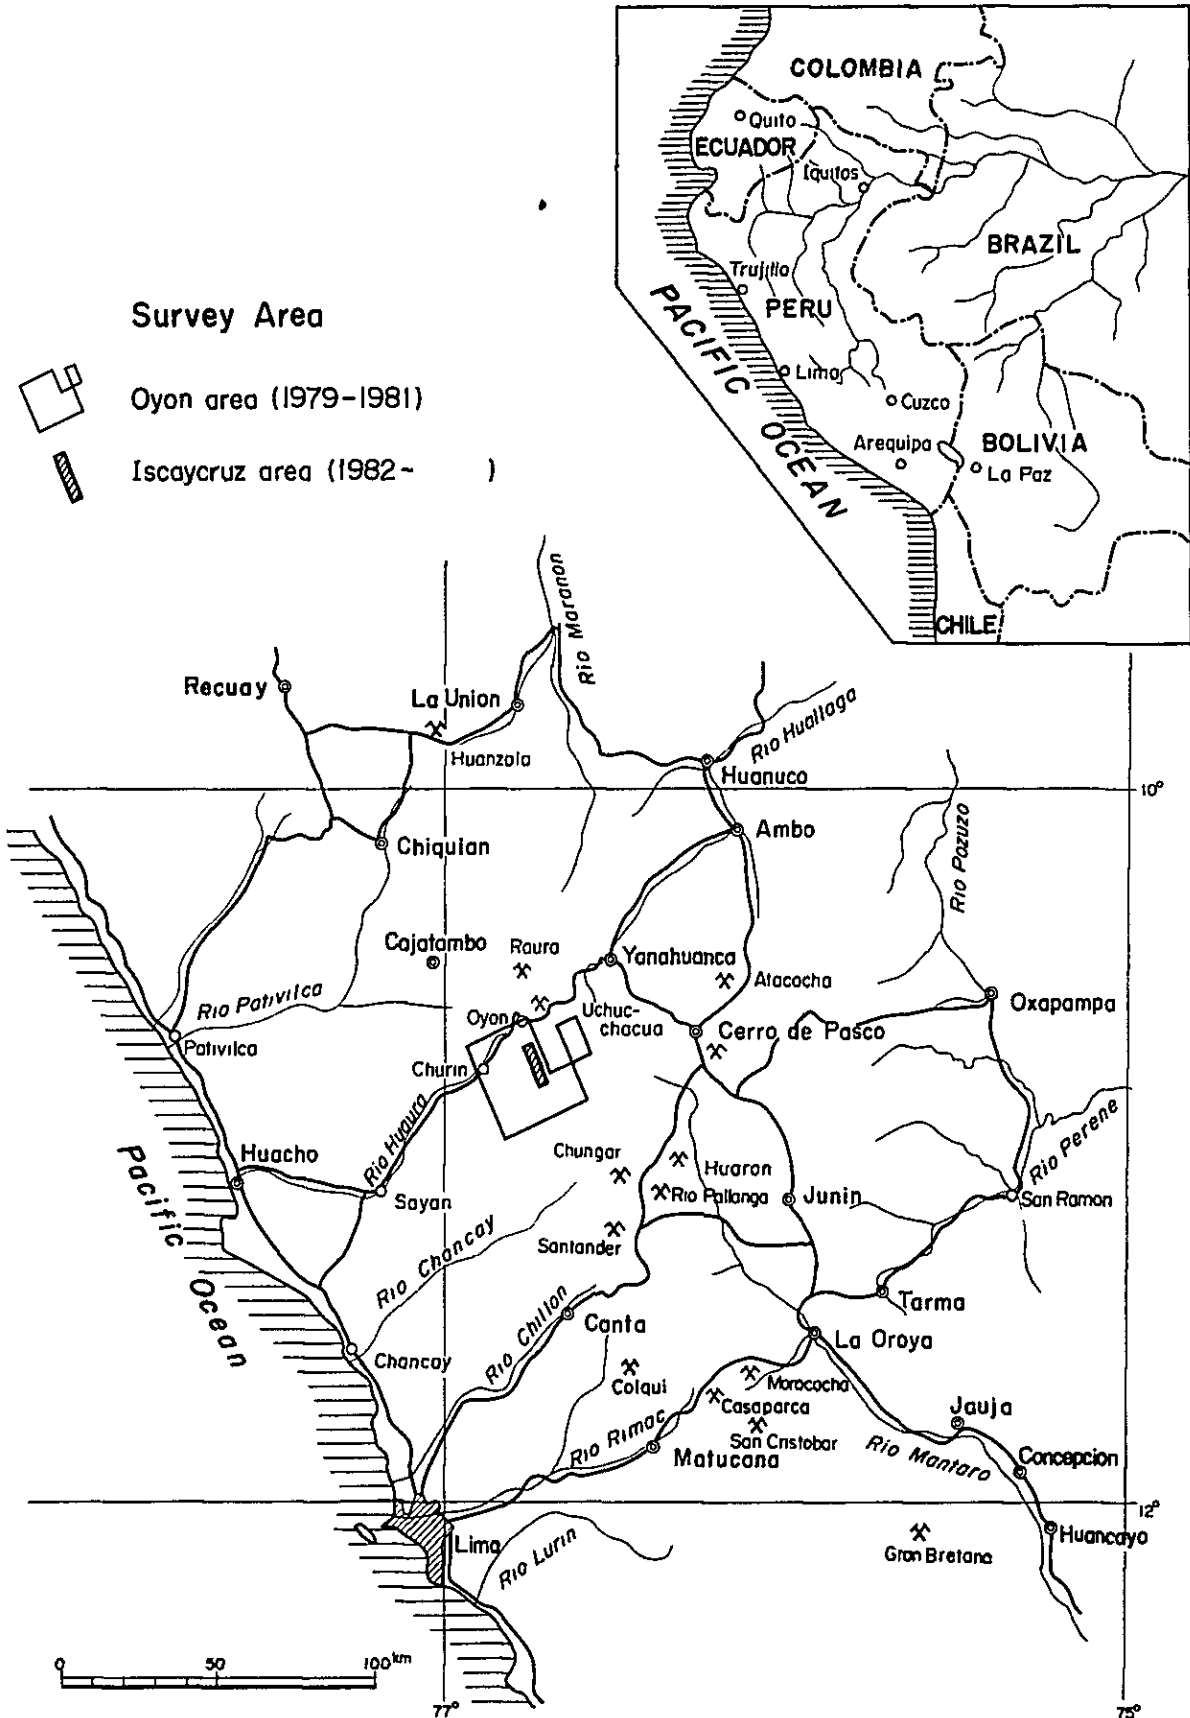 COLOMBIA
Quito
ECUADOR
Iquitos
BRAZIL
Trujillo
PERU
PACIFIC OCEAN
Lima
Cuzco
Arequipa
BOLIVIA
La Paz
CHILE
Survey Area
Oyon area (1979-1981)
Iscaycruz area (1982-        )
Rio Maranon
Recuay
La Union
Huanzala
Rio Huallaga
Huanuco
10°
Chiquian
Ambo
Rio Pozuzo
Cajatambo
Raura
Yanahuanca
Atacocha
Oxapampa
Rio Pativilca
Oyon
Uchuc-
chacua
Cerro de Pasco
Pativilca
Churin
Rio Huaura
Rio Perene
Huacho
Chungar
Huaron
Sayan
Rio Pallanga
Junin
San Ramon
Pacific Ocean
Santander
Rio Chancay
Rio Chillon
Tarma
Canta
La Oroya
Chancay
Colqui
Morococha
Casaparca
Jauja
San Cristobar
Rio Rimac
Matucana
Rio Mantaro
Concepcion
12°
Lima
Rio Lurin
Gran Bretana
Huancayo
0
50
100km
77°
75°